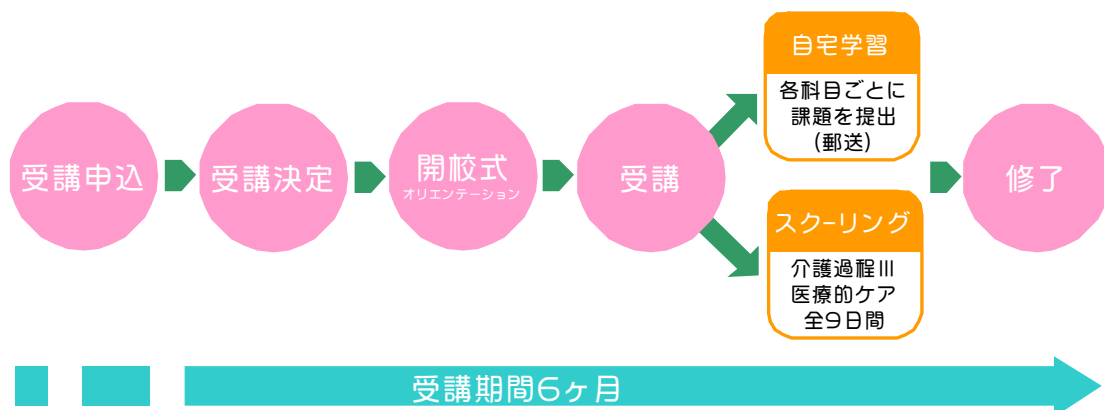 受講申込
受講決定
開校式
オリエンテーション
受講
自宅学習
各科目ごとに
課題を提出
(郵送)
スクーリング
介護過程Ⅲ
医療的ケア
全9日間
修了
受講期間6ヶ月